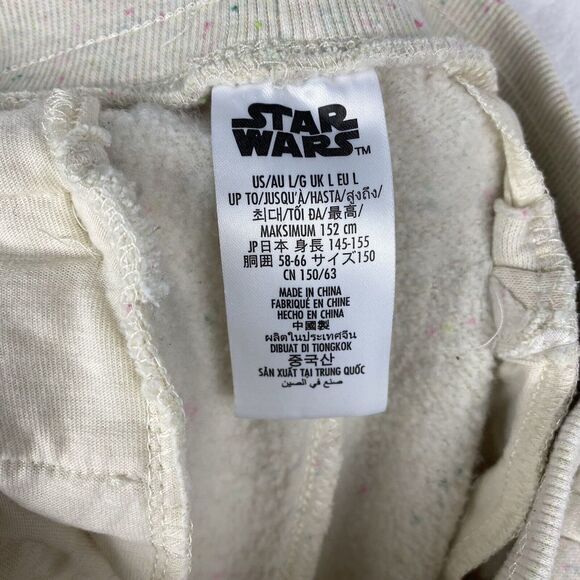 STAR
WARS™
US/AU L/G UK L EU L
UP TO/JUSQU'À/HASTA/สูงถึง/
최대/TỐI ĐA/最高/
MAKSIMUM 152 cm
JP日本 身長 145-155
胴囲 58-66 サイズ150
CN 150/63
MADE IN CHINA
FABRIQUÉ EN CHINE
HECHO EN CHINA
中國製
ผลิตในประเทศจีน
DIBUAT DI TIONGKOK
중국산
SẢN XUẤT TẠI TRUNG QUỐC
صنع في الصين